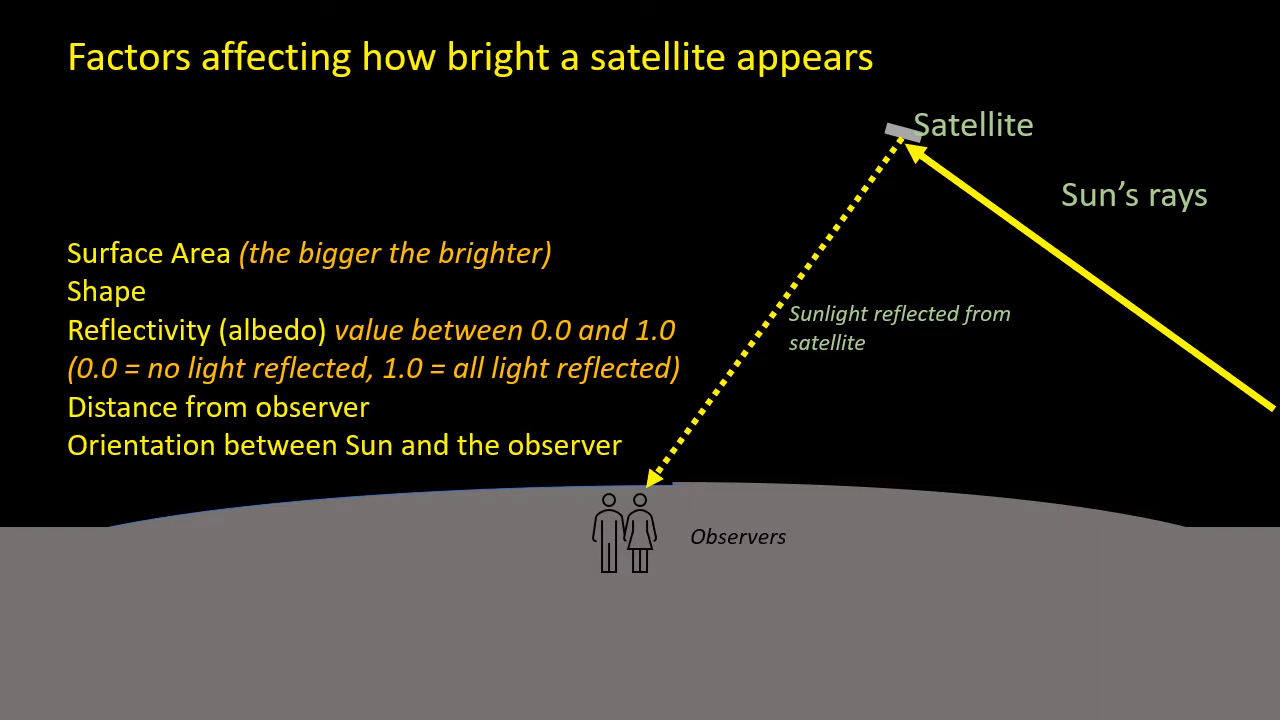 Factors affecting how bright a satellite appears
Satellite
Sun’s rays
Surface Area (the bigger the brighter)
Shape
Reflectivity (albedo) value between 0.0 and 1.0
(0.0 = no light reflected, 1.0 = all light reflected)
Distance from observer
Orientation between Sun and the observer
Sunlight reflected from
satellite
Observers